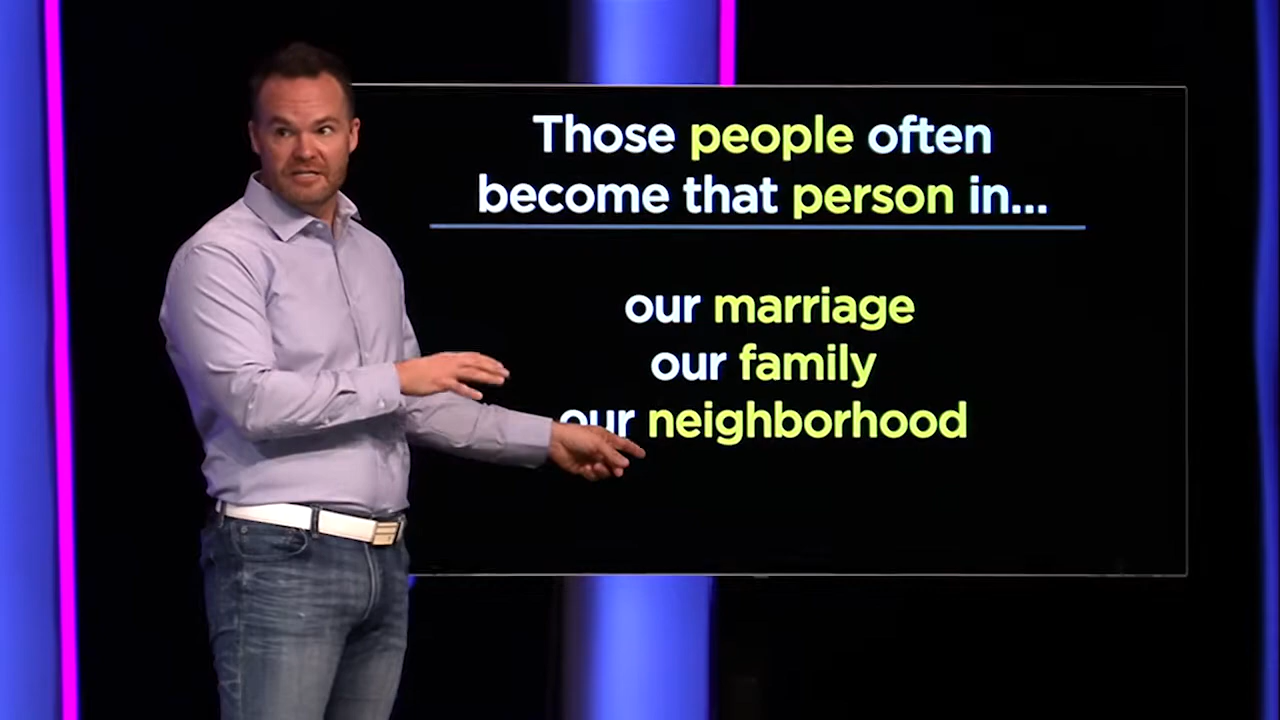 Those people often
become that person in...
our marriage
our family
our neighborhood